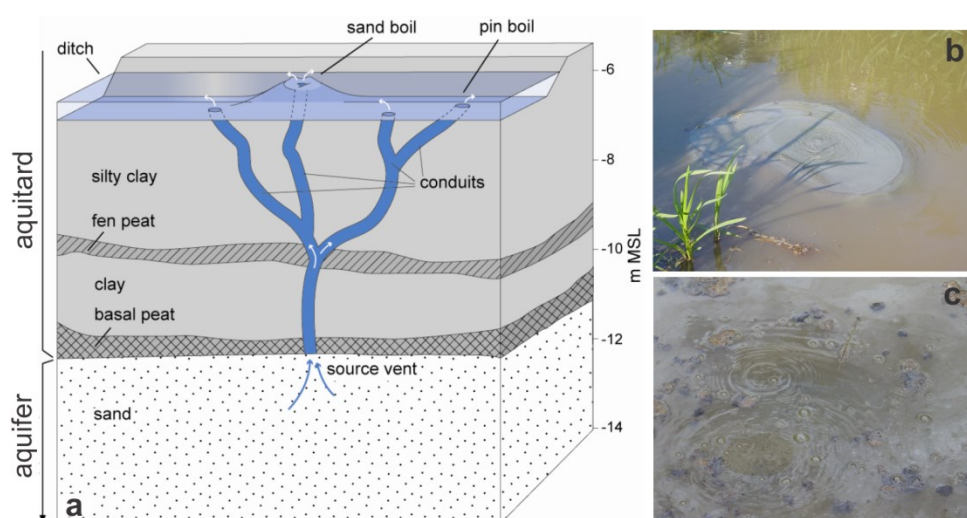 sand boil
ditch
pin boil
-6
b
aquitard
silty clay
conduits
-8
fen peat
-10
m MSL
clay
basal peat
-12
source vent
c
aquifer
sand
-14
a